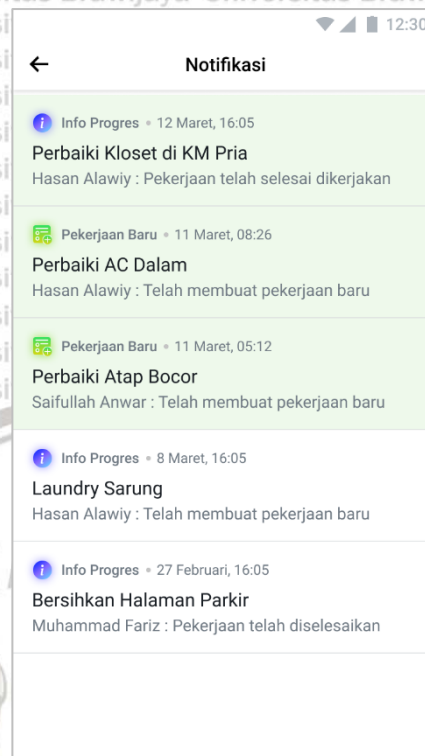 12:30
Notifikasi
Info Progres • 12 Maret, 16:05
Perbaiki Kloset di KM Pria
Hasan Alawiy : Pekerjaan telah selesai dikerjakan
Pekerjaan Baru • 11 Maret, 08:26
Perbaiki AC Dalam
Hasan Alawiy : Telah membuat pekerjaan baru
Pekerjaan Baru • 11 Maret, 05:12
Perbaiki Atap Bocor
Saifullah Anwar : Telah membuat pekerjaan baru
Info Progres • 8 Maret, 16:05
Laundry Sarung
Hasan Alawiy : Telah membuat pekerjaan baru
Info Progres • 27 Februari, 16:05
Bersihkan Halaman Parkir
Muhammad Fariz : Pekerjaan telah diselesaikan